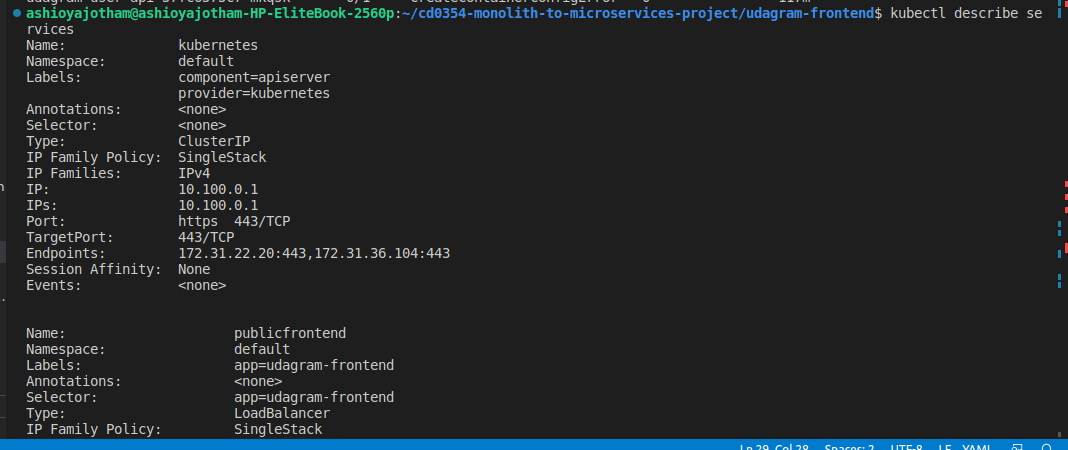 ashioyajotham@ashioyajotham-HP-EliteBook-2560p:~/cd0354-monolith-to-microservices-project/udagram-frontend$ kubectl describe se
rvices
Name: kubernetes
Namespace: default
Labels: component=apiserver
provider=kubernetes
Annotations: <none>
Selector: <none>
Type: ClusterIP
IP Family Policy: SingleStack
IP Families: IPv4
IP: 10.100.0.1
IPs: 10.100.0.1
Port: https 443/TCP
TargetPort: 443/TCP
Endpoints: 172.31.22.20:443,172.31.36.104:443
Session Affinity: None
Events: <none>
Name: publicfrontend
Namespace: default
Labels: app=udagram-frontend
Annotations: <none>
Selector: app=udagram-frontend
Type: LoadBalancer
IP Family Policy: SingleStack
Ln 29, Col 28 Spaces: 2 UTF-8 LF YAML